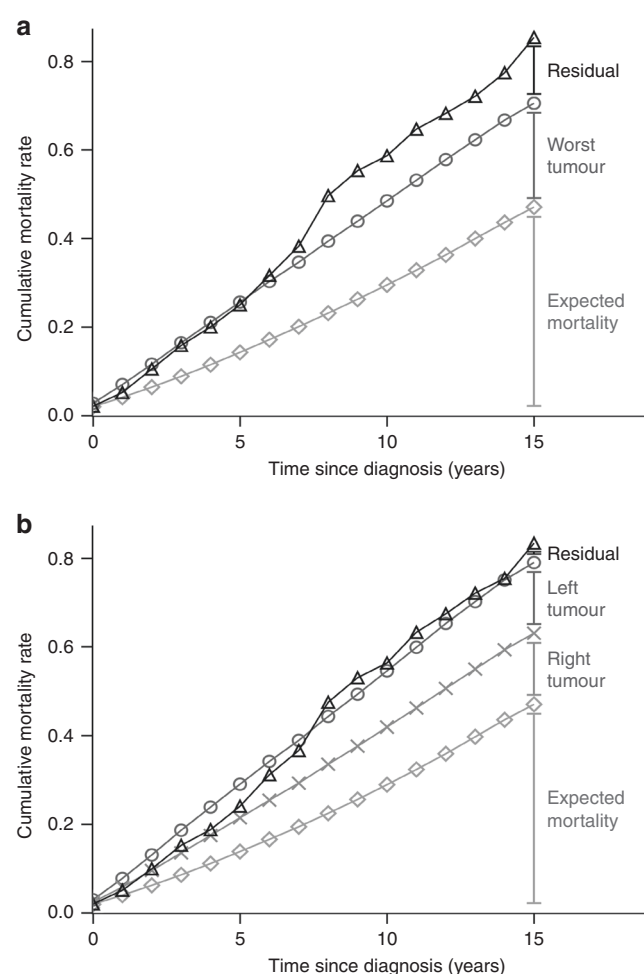 a
Cumulative mortality rate
0.8
0.6
0.4
0.2
0.0
0
5
10
15
Time since diagnosis (years)
Residual
Worst
tumour
Expected
mortality
b
Cumulative mortality rate
0.8
0.6
0.4
0.2
0.0
0
5
10
15
Time since diagnosis (years)
Residual
Left
tumour
Right
tumour
Expected
mortality